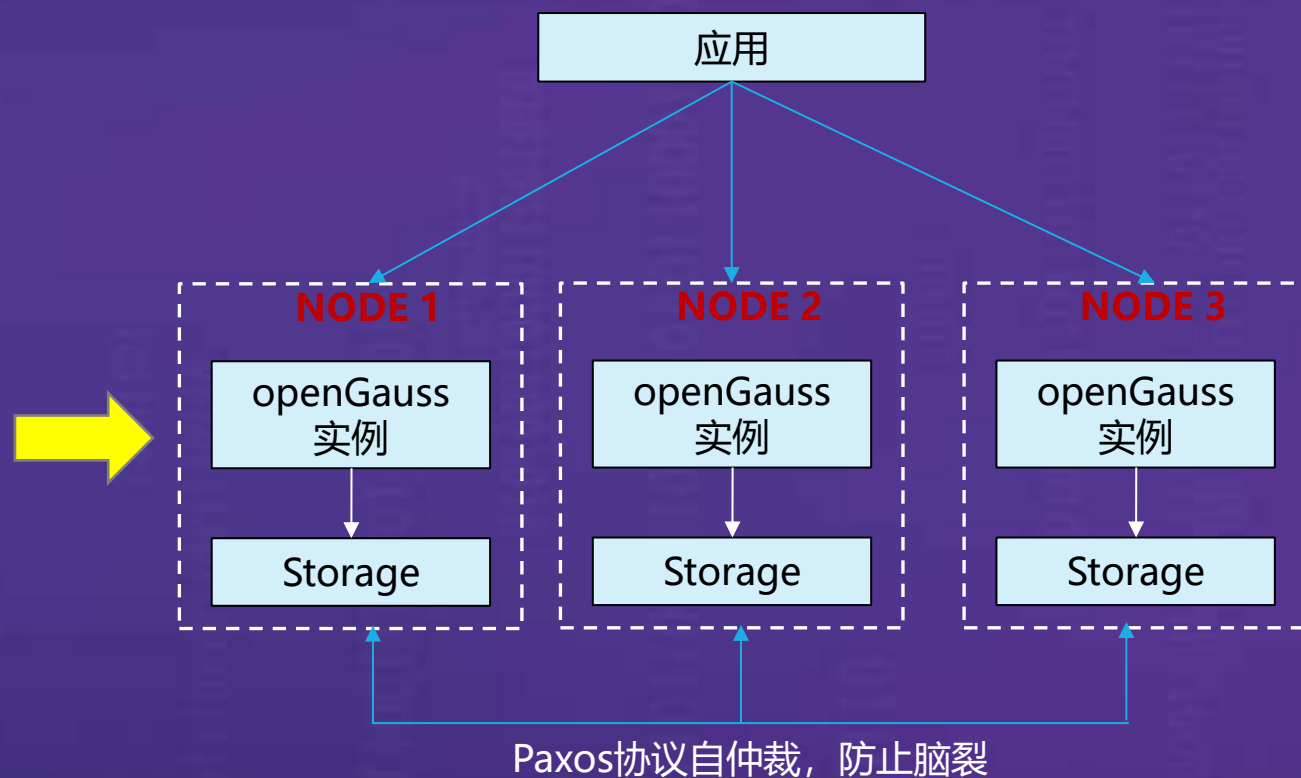 应用
NODE 1
NODE 2
NODE 3
openGauss
实例
openGauss
实例
openGauss
实例
Storage
Storage
Storage
Paxos协议自仲裁，防止脑裂